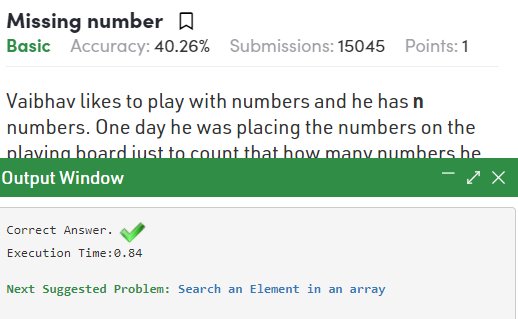 Missing number
Basic Accuracy: 40.26% Submissions: 15045 Points: 1
Vaibhav likes to play with numbers and he has n
numbers. One day he was placing the numbers on the
playing board just to count that how many numbers he
Output Window
Correct Answer.
Execution Time:0.84
Next Suggested Problem: Search an Element in an array